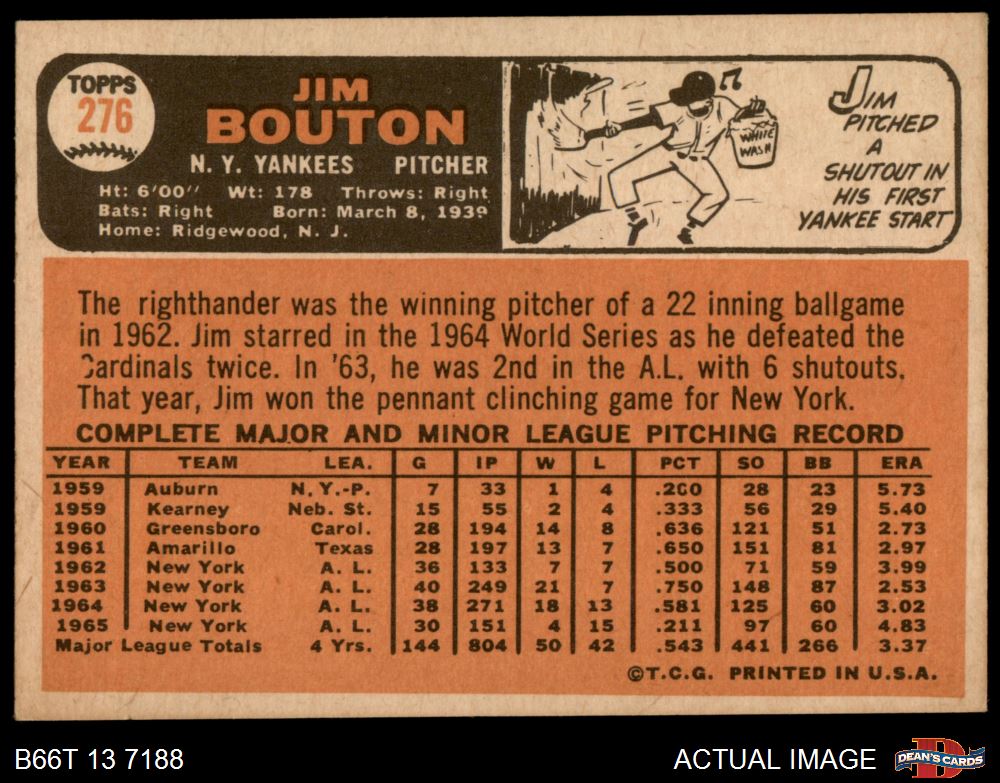 TOPPS
276
JIM
BOUTON
N. Y. YANKEES PITCHER
Ht: 6'00" Wt: 178 Throws: Right
Bats: Right Born: March 8, 1939
Home: Ridgewood, N. J.
WHITE
WASH
JIM
PITCHED
A
SHUTOUT IN
HIS FIRST
YANKEE START
The righthander was the winning pitcher of a 22 inning ballgame
in 1962. Jim starred in the 1964 World Series as he defeated the
Cardinals twice. In '63, he was 2nd in the A.L. with 6 shutouts.
That year, Jim won the pennant clinching game for New York.
COMPLETE MAJOR AND MINOR LEAGUE PITCHING RECORD
YEAR TEAM LEA. G IP W L PCT SO BB ERA
1959 Auburn N.Y.-P. 7 33 1 4 .200 28 23 5.73
1959 Kearney Neb. St. 15 55 2 4 .333 56 29 5.40
1960 Greensboro Carol. 28 194 14 8 .636 121 51 2.73
1961 Amarillo Texas 28 197 13 7 .650 151 81 2.97
1962 New York A. L. 36 133 7 7 .500 71 59 3.99
1963 New York A. L. 40 249 21 7 .750 148 87 2.53
1964 New York A. L. 38 271 18 13 .581 125 60 3.02
1965 New York A. L. 30 151 4 15 .211 97 60 4.83
Major League Totals 4 Yrs. 144 804 50 42 .543 441 266 3.37
©T.C.G. PRINTED IN U.S.A.
B66T 13 7188
ACTUAL IMAGE
DEAN'S CARDS